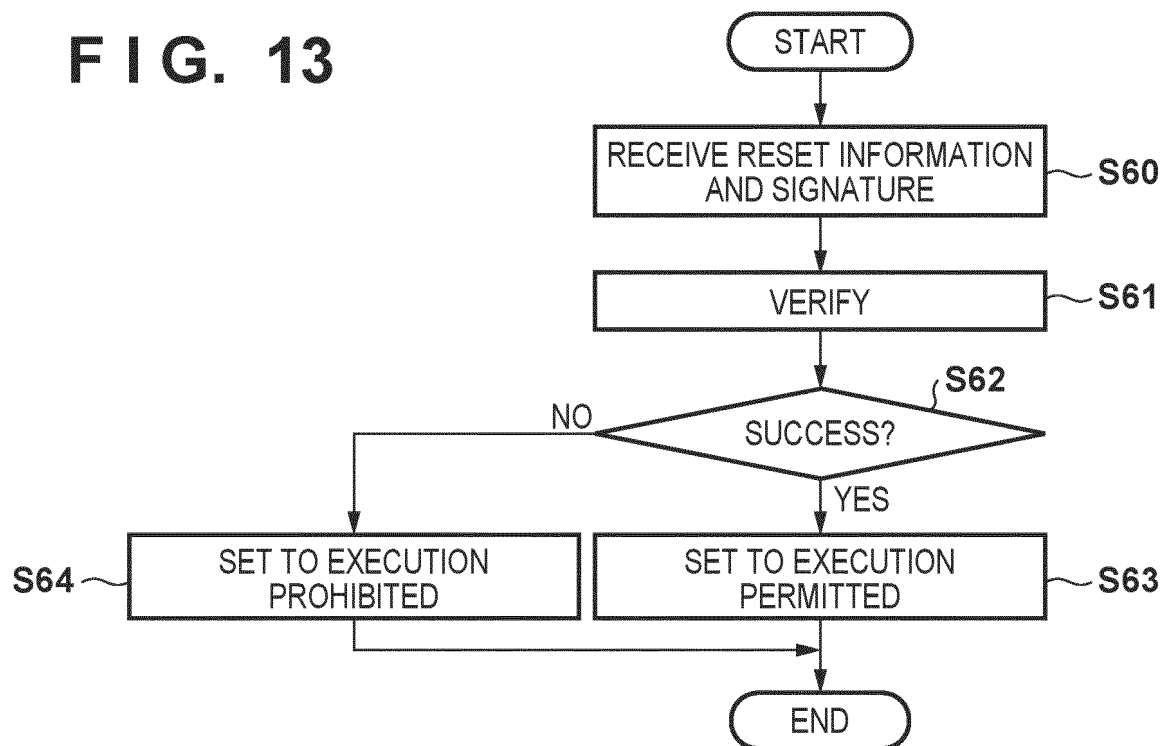 FIG. 13
START
RECEIVE RESET INFORMATION
AND SIGNATURE
S60
VERIFY
S61
S62
SUCCESS?
NO
YES
SET TO EXECUTION
PROHIBITED
S64
SET TO EXECUTION
PERMITTED
S63
END